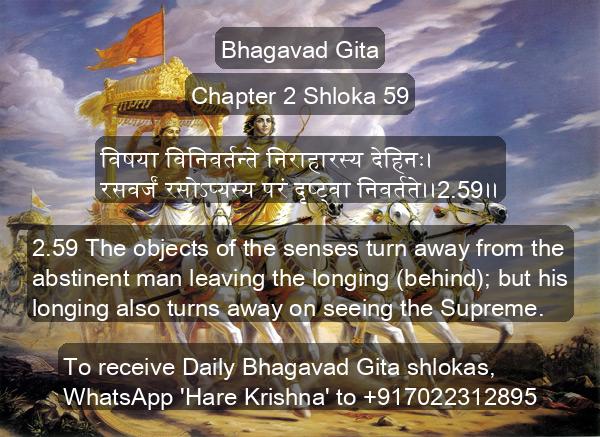 Bhagavad Gita
Chapter 2 Shloka 59
विषया विनिवर्तन्ते निराहारस्य देहिनः।
रसवर्जं रसोऽप्यस्य परं दृष्ट्वा निवर्तते।।2.59।।
2.59 The objects of the senses turn away from the
abstinent man leaving the longing (behind); but his
longing also turns away on seeing the Supreme.
To receive Daily Bhagavad Gita shlokas,
WhatsApp 'Hare Krishna' to +917022312895